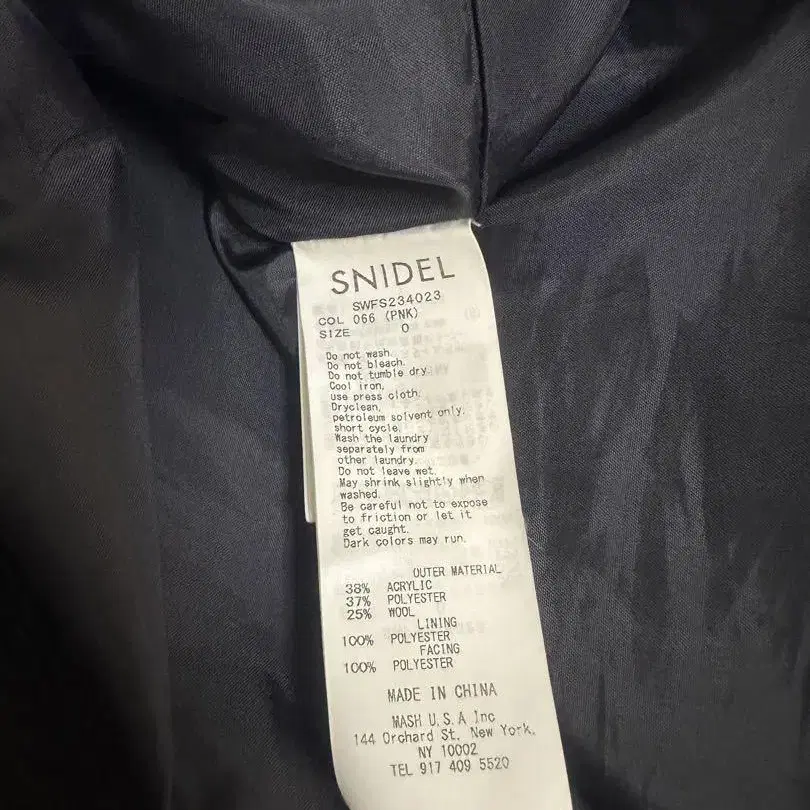 SNIDEL
SWFS234023
COL 066 (PNK)
SIZE 0
Do not wash.
Do not bleach.
Do not tumble dry.
Cool iron,
use press cloth.
Dryclean,
petroleum solvent only,
short cycle.
Wash the laundry
separately from
other laundry.
Do not leave wet.
May shrink slightly when
washed.
Be careful not to expose
to friction or let it
get caught.
Dark colors may run.
OUTER MATERIAL
38% ACRYLIC
37% POLYESTER
25% WOOL
LINING
100% POLYESTER
FACING
100% POLYESTER
MADE IN CHINA
MASH U.S.A Inc
144 Orchard St. New York,
NY 10002
TEL 917 409 5520